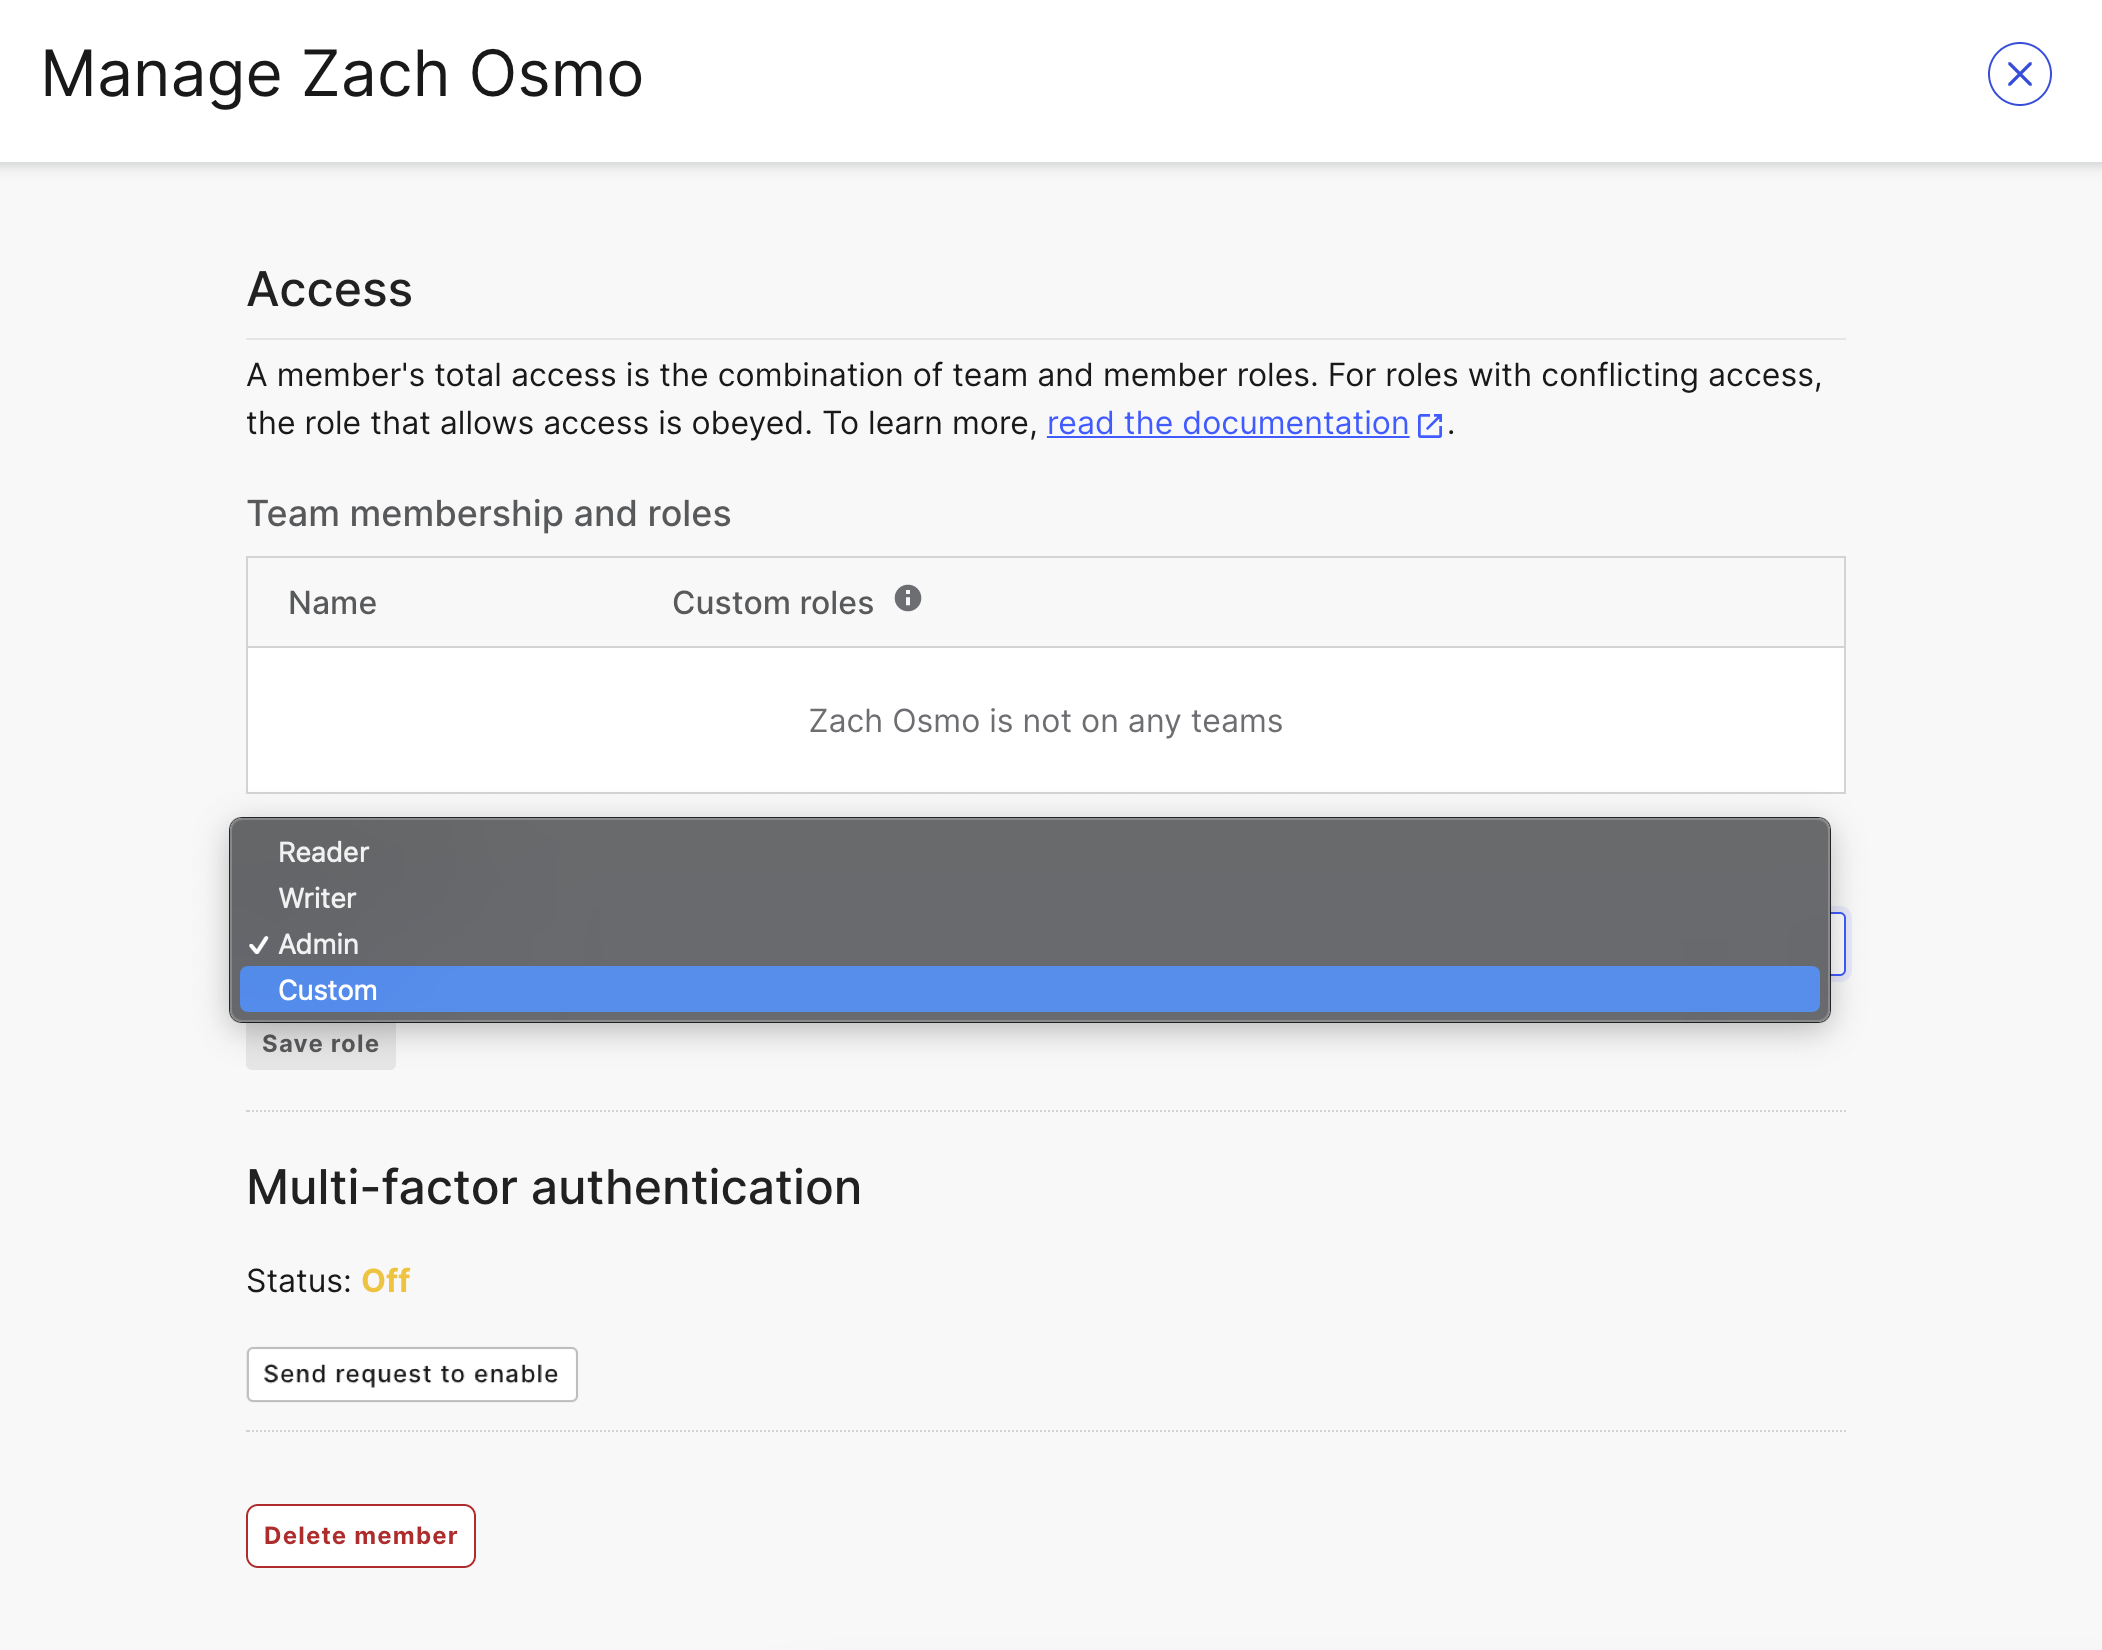 Manage Zach Osmo
Access
A member's total access is the combination of team and member roles. For roles with conflicting access,
the role that allows access is obeyed. To learn more, read the documentation.
Team membership and roles
Name Custom roles
Zach Osmo is not on any teams
Reader
Writer
Admin
Custom
Save role
Multi-factor authentication
Status: Off
Send request to enable
Delete member